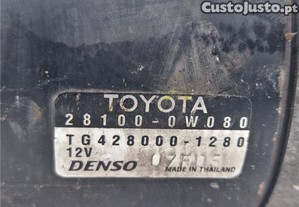 CustoJusto.pt
TOYOTA
28100-0W080
TG428000-1280
12V
DENSO
MADE IN THAILAND